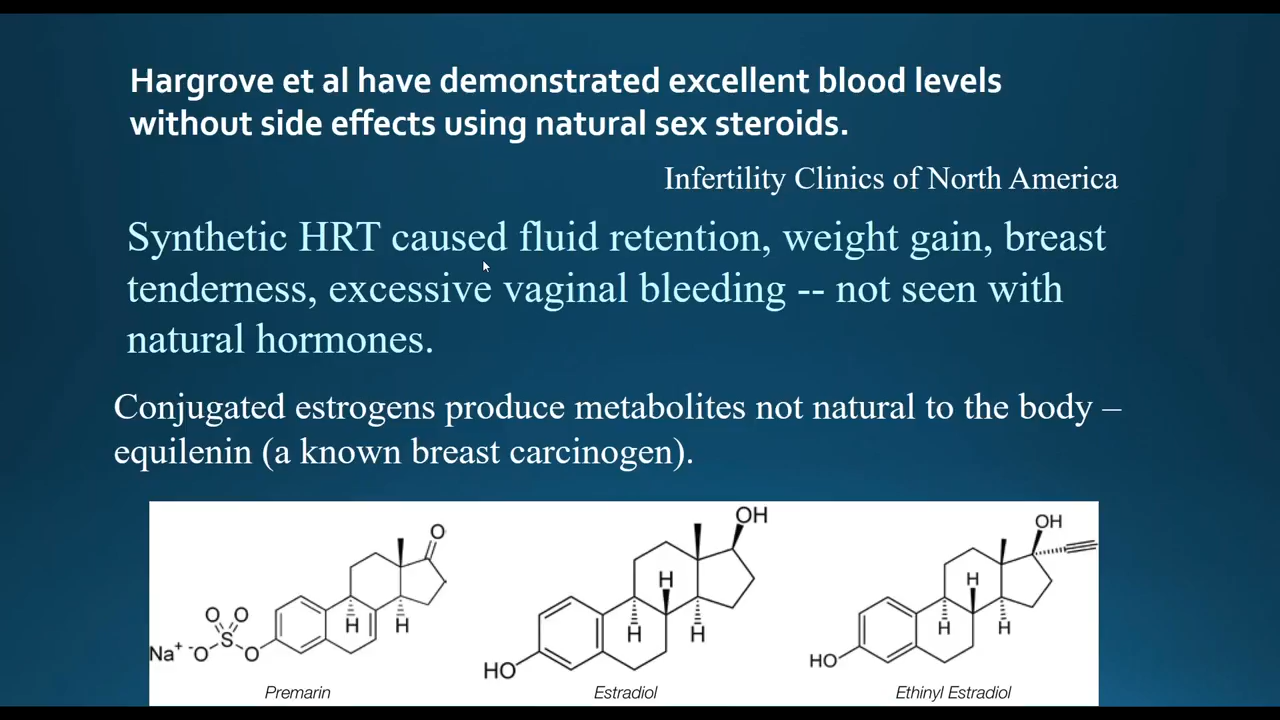 Hargrove et al have demonstrated excellent blood levels
without side effects using natural sex steroids.
Infertility Clinics of North America
Synthetic HRT caused fluid retention, weight gain, breast
tenderness, excessive vaginal bleeding -- not seen with
natural hormones.
Conjugated estrogens produce metabolites not natural to the body –
equilenin (a known breast carcinogen).
O
H H
O O
S
Na+ -O O
Premarin
OH
H
H H
HO
Estradiol
OH
H
H H
HO
Ethinyl Estradiol